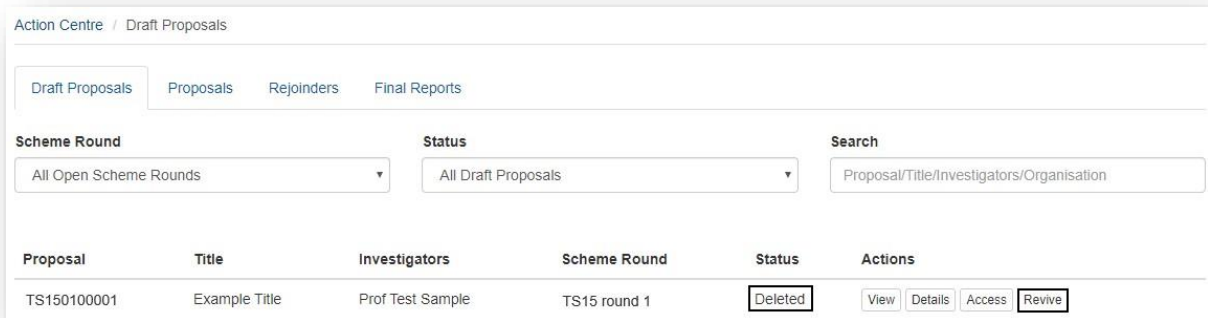 Action Centre / Draft Proposals
Draft Proposals Proposals Rejoinders Final Reports
Scheme Round Status Search
All Open Scheme Rounds All Draft Proposals Proposal/Title/Investigators/Organisation
Proposal Title Investigators Scheme Round Status Actions
TS150100001 Example Title Prof Test Sample TS15 round 1 Deleted View Details Access Revive